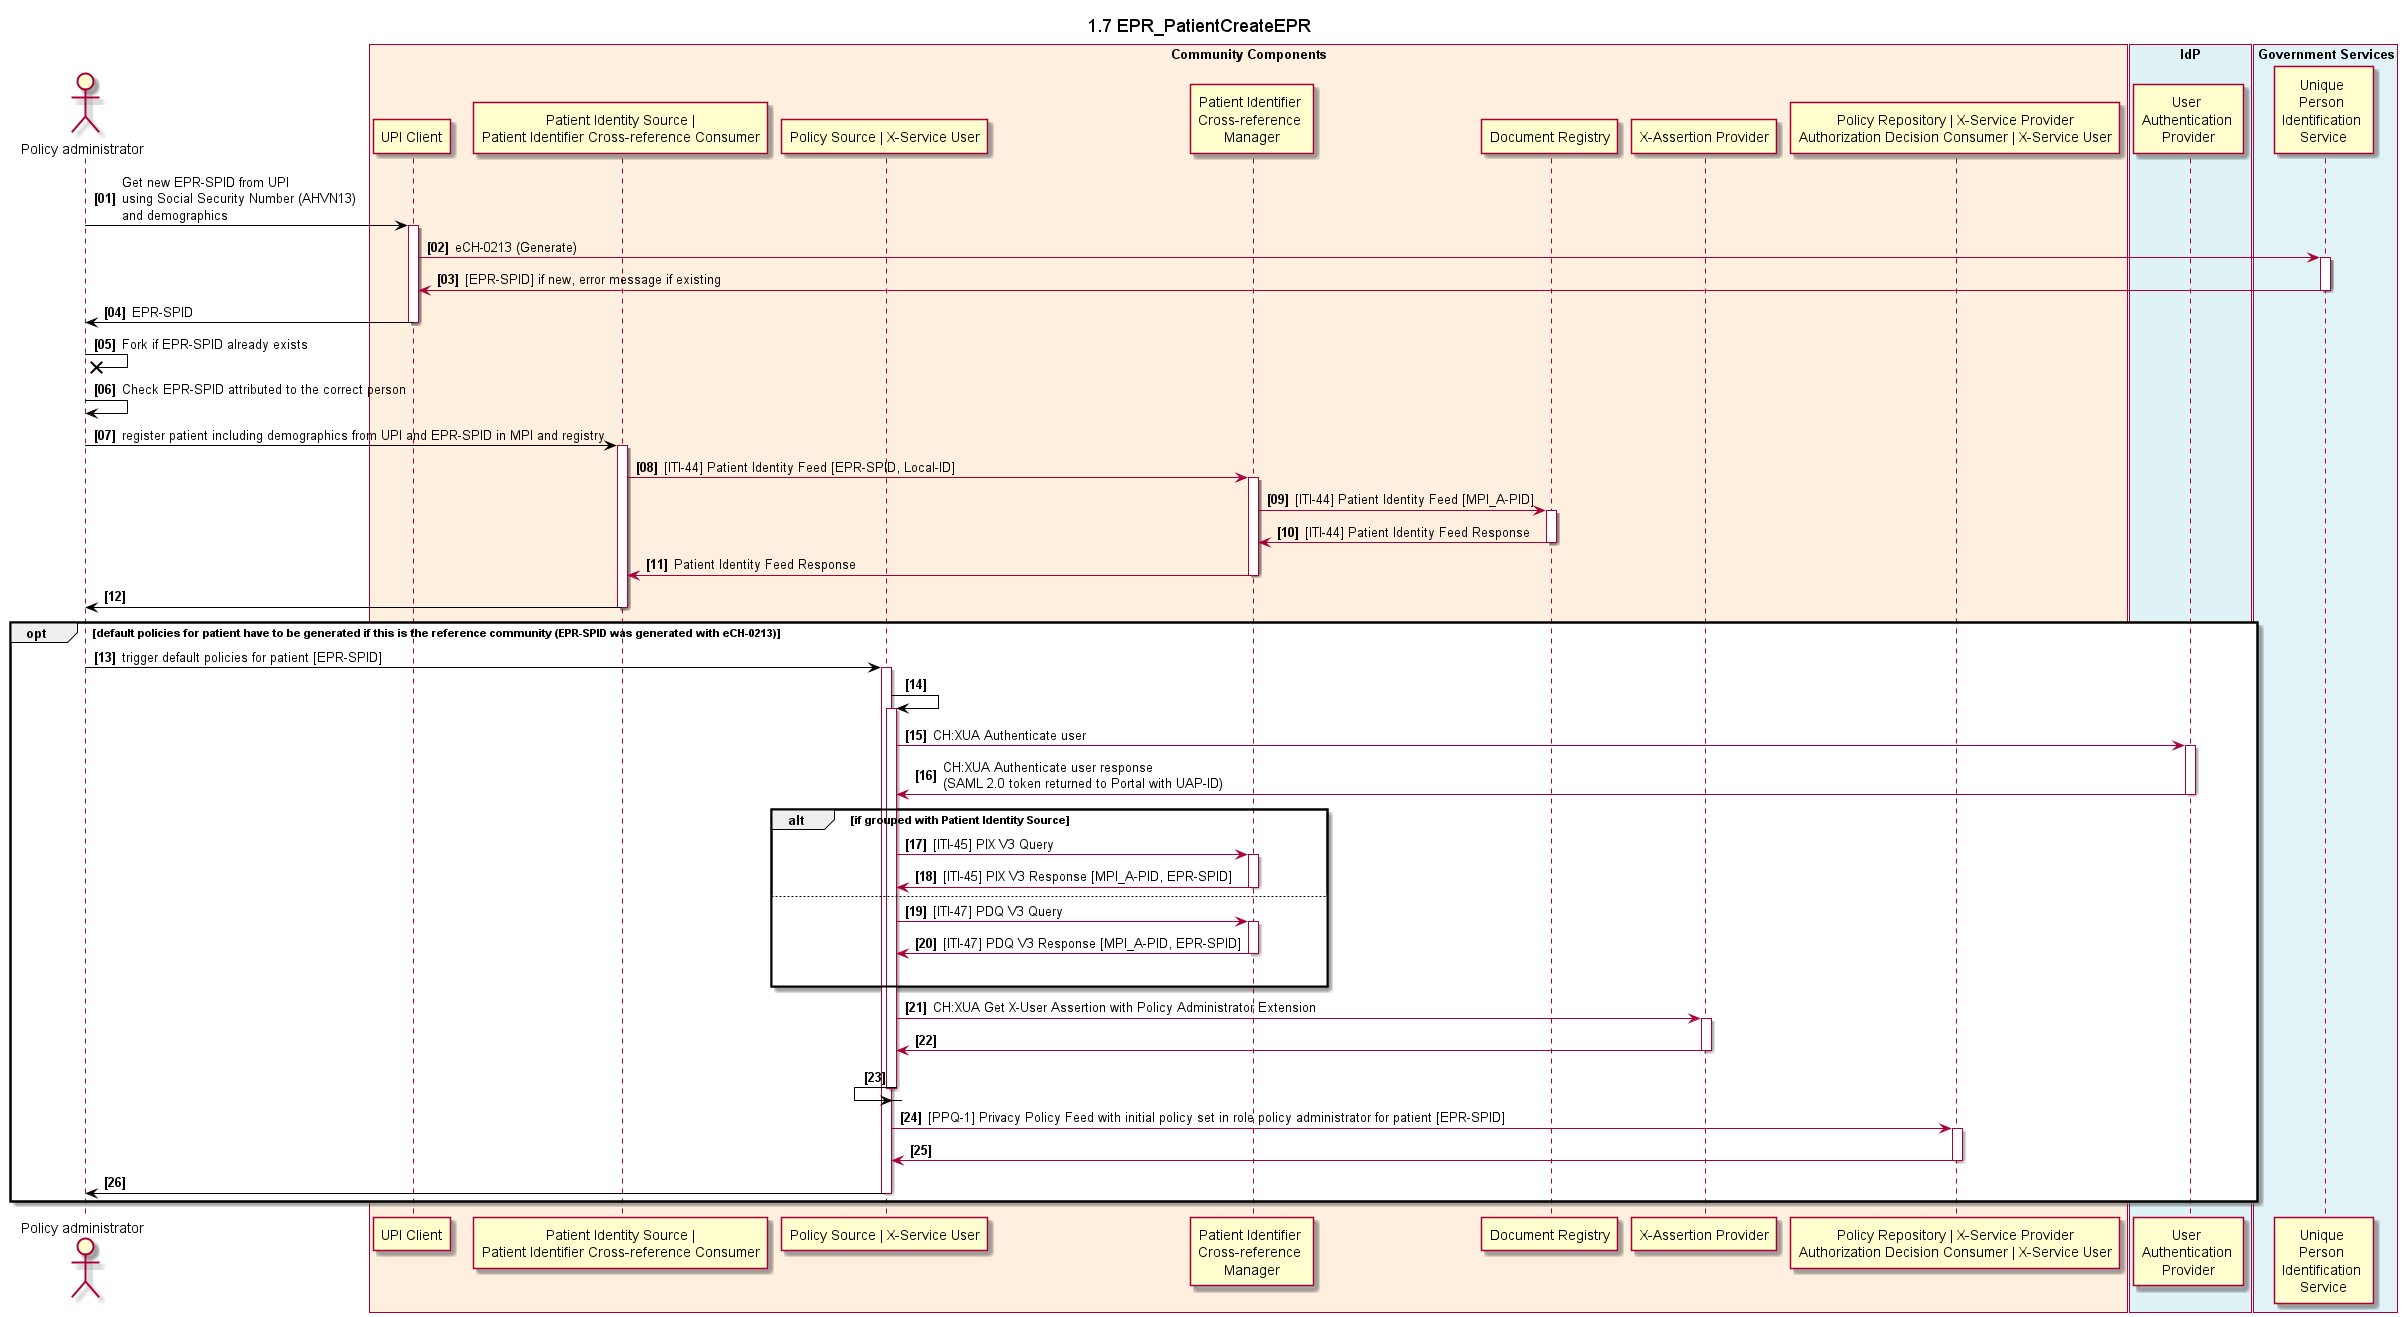 1.7 EPR_PatientCreateEPR
Community Components
IdP
Government Services
Policy administrator
UPI Client
Patient Identity Source |
Patient Identifier Cross-reference Consumer
Policy Source | X-Service User
Patient Identifier
Cross-reference
Manager
Document Registry
X-Assertion Provider
Policy Repository | X-Service Provider
Authorization Decision Consumer | X-Service User
User
Authentication
Provider
Unique
Person
Identification
Service
[01] Get new EPR-SPID from UPI
using Social Security Number (AHVN13)
and demographics
[02] eCH-0213 (Generate)
[03] [EPR-SPID] if new, error message if existing
[04] EPR-SPID
[05] Fork if EPR-SPID already exists
[06] Check EPR-SPID attributed to the correct person
[07] register patient including demographics from UPI and EPR-SPID in MPI and registry
[08] [ITI-44] Patient Identity Feed [EPR-SPID, Local-ID]
[09] [ITI-44] Patient Identity Feed [MPI_A-PID]
[10] [ITI-44] Patient Identity Feed Response
[11] Patient Identity Feed Response
[12]
opt [default policies for patient have to be generated if this is the reference community (EPR-SPID was generated with eCH-0213)]
[13] trigger default policies for patient [EPR-SPID]
[14]
[15] CH:XUA Authenticate user
[16] CH:XUA Authenticate user response
(SAML 2.0 token returned to Portal with UAP-ID)
alt [if grouped with Patient Identity Source]
[17] [ITI-45] PIX V3 Query
[18] [ITI-45] PIX V3 Response [MPI_A-PID, EPR-SPID]
[19] [ITI-47] PDQ V3 Query
[20] [ITI-47] PDQ V3 Response [MPI_A-PID, EPR-SPID]
[21] CH:XUA Get X-User Assertion with Policy Administrator Extension
[22]
[23]
[24] [PPQ-1] Privacy Policy Feed with initial policy set in role policy administrator for patient [EPR-SPID]
[25]
[26]
Policy administrator
UPI Client
Patient Identity Source |
Patient Identifier Cross-reference Consumer
Policy Source | X-Service User
Patient Identifier
Cross-reference
Manager
Document Registry
X-Assertion Provider
Policy Repository | X-Service Provider
Authorization Decision Consumer | X-Service User
User
Authentication
Provider
Unique
Person
Identification
Service